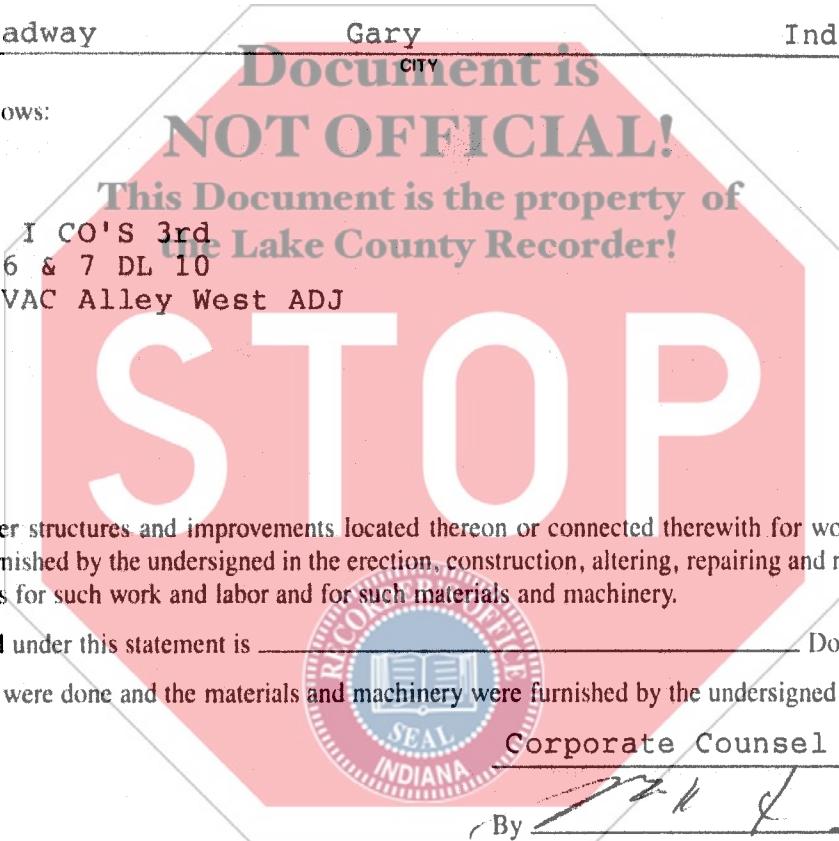 adway Gary Ind
CITY
Document is
ows:
NOT OFFICIAL!
This Document is the property of
I CO'S 3rd
the Lake County Recorder!
6 & 7 DL 10
VAC Alley West ADJ
STOP
er structures and improvements located thereon or connected therewith for wo
nished by the undersigned in the erection, construction, altering, repairing and r
s for such work and labor and for such materials and machinery.
RECORDER'S OFFICE
SEAL
INDIANA
d under this statement is Do
were done and the materials and machinery were furnished by the undersigned
Corporate Counsel
By